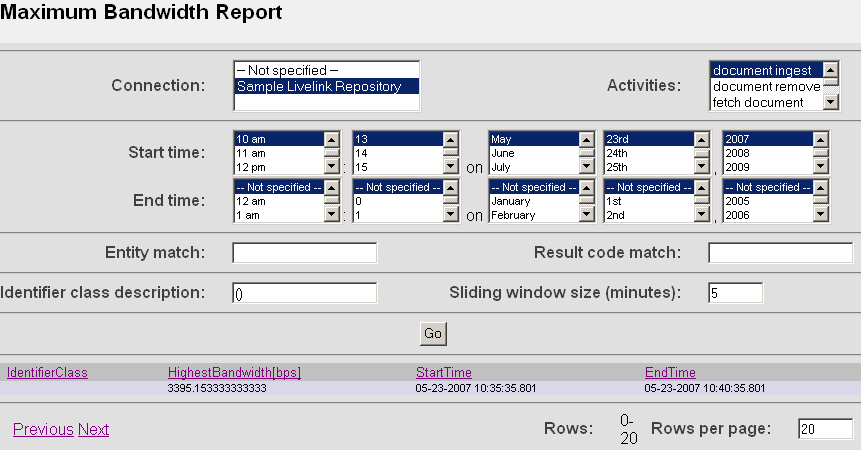 Maximum Bandwidth Report
Connection: -- Not specified -- Activities: document ingest
Sample Livelink Repository document remove
fetch document
Start time: 10 am : 13 on May 23rd , 2007
11 am 14 June 24th 2008
12 pm 15 July 25th 2009
End time: -- Not specified -- : -- Not specified -- on -- Not specified -- -- Not specified -- , -- Not specified --
12 am 0 January 1st 2005
1 am 1 February 2nd 2006
Entity match: Result code match:
Identifier class description: () Sliding window size (minutes): 5
Go
IdentifierClass HighestBandwidth[bps] StartTime EndTime
3395.153333333333 05-23-2007 10:35:35.801 05-23-2007 10:40:35.801
Previous Next Rows: 0-20 Rows per page: 20